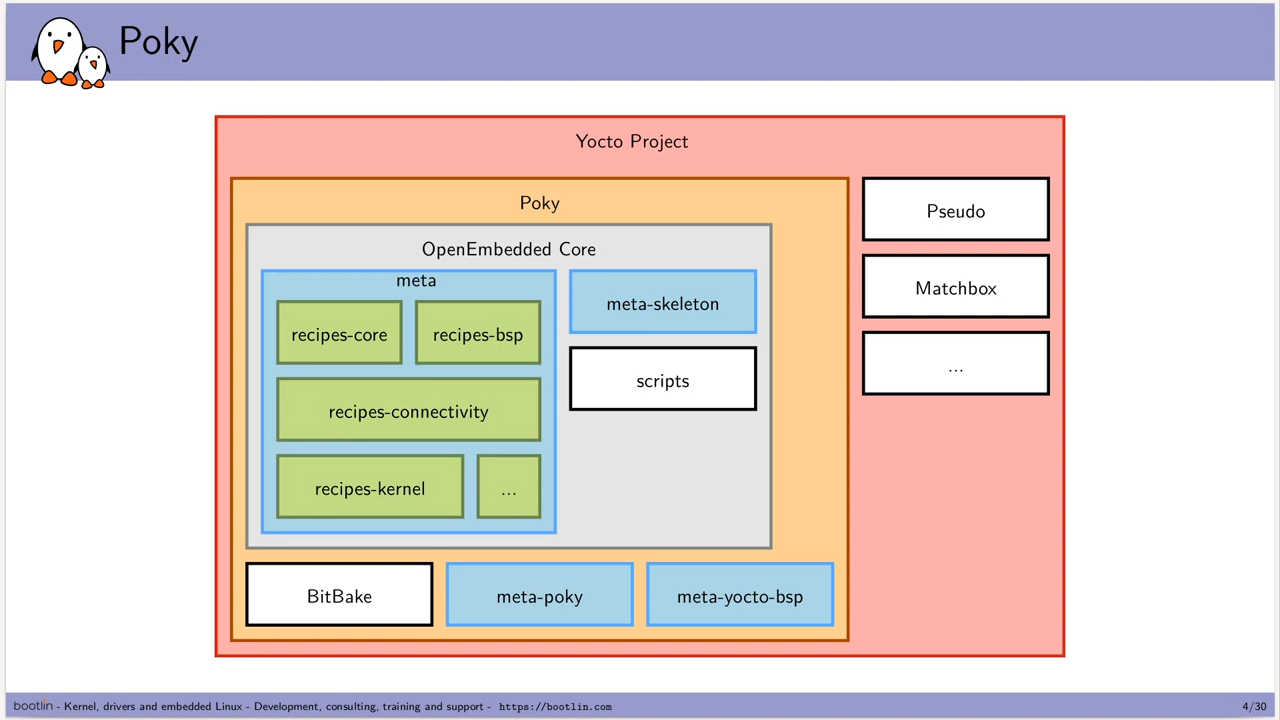 Poky
Yocto Project
Poky
OpenEmbedded Core
meta
recipes-core
recipes-bsp
recipes-connectivity
recipes-kernel
...
meta-skeleton
scripts
BitBake
meta-poky
meta-yocto-bsp
Pseudo
Matchbox
...
bootlin - Kernel, drivers and embedded Linux - Development, consulting, training and support - https://bootlin.com
4/30